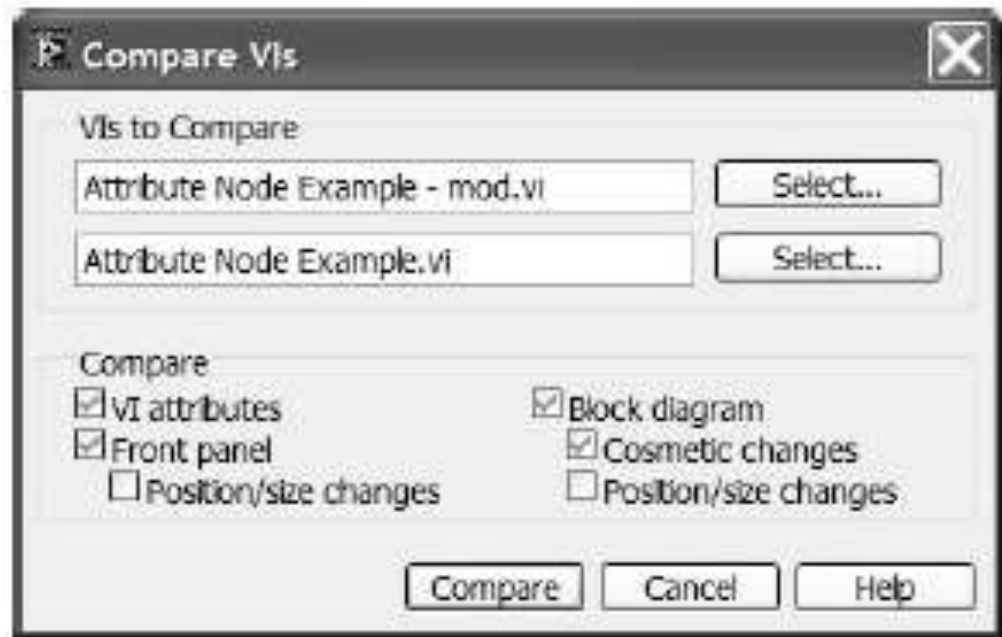 Compare VIs
VIs to Compare
Attribute Node Example - mod.vi
Select...
Attribute Node Example.vi
Select...
Compare
VI attributes
Block diagram
Front panel
Cosmetic changes
Position/size changes
Position/size changes
Compare
Cancel
Help